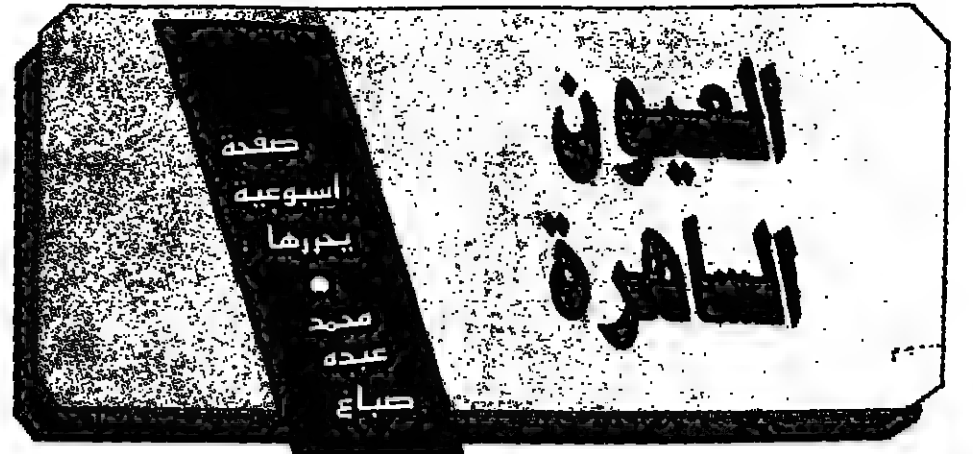 العيون
الساهرة
صفحة
اسبوعية
يحررها
محمد
عبده
صباغ